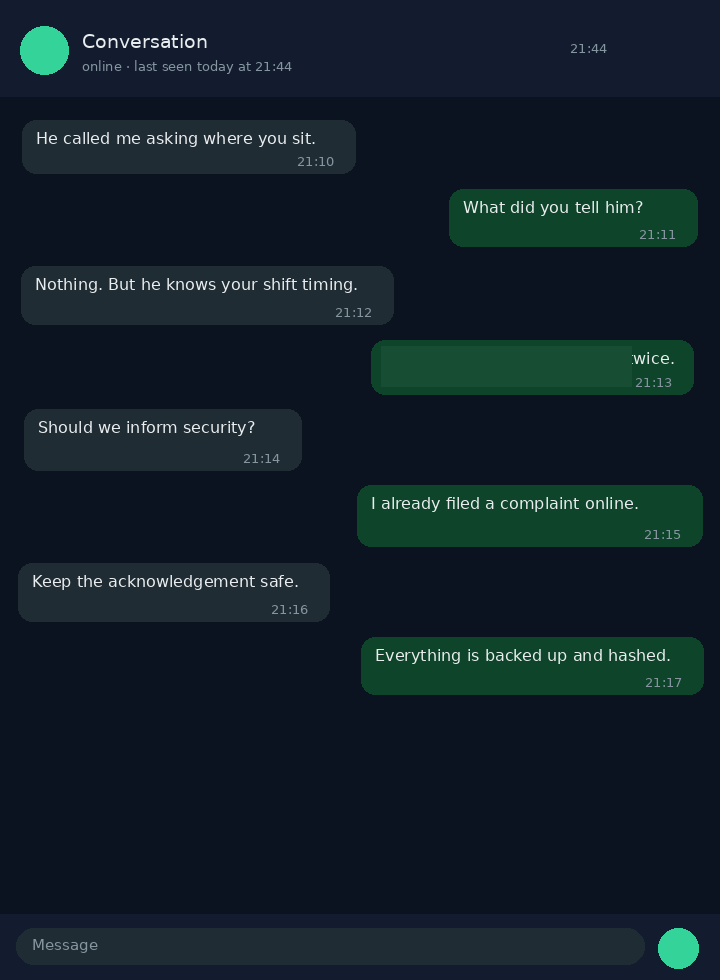 Conversation
online · last seen today at 21:44
21:44
He called me asking where you sit.
21:10
What did you tell him?
21:11
Nothing. But he knows your shift timing.
21:12
twice.
21:13
Should we inform security?
21:14
I already filed a complaint online.
21:15
Keep the acknowledgement safe.
21:16
Everything is backed up and hashed.
21:17
Message